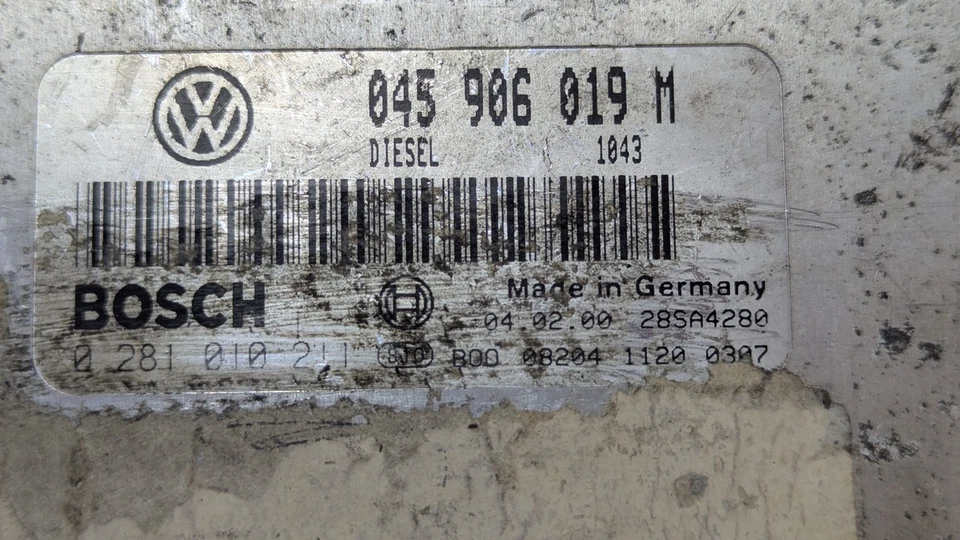 045 906 019 M
DIESEL 1043
BOSCH Made in Germany
04.02.00 28SA4280
0 281 010 211 B00 08204 1120 0307